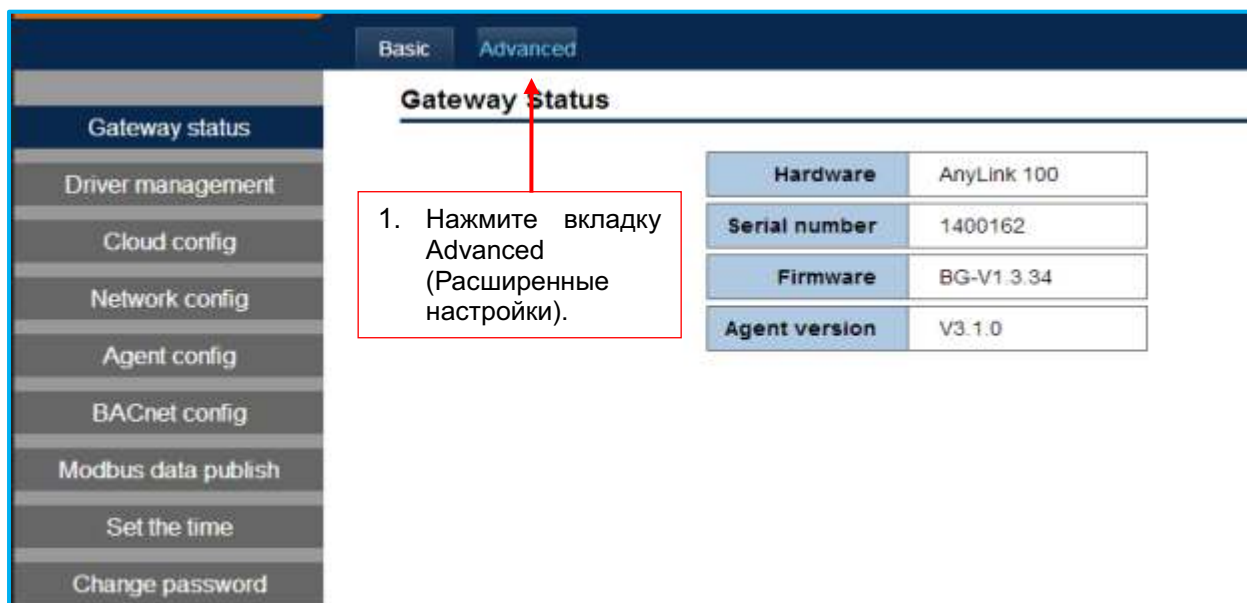 Basic Advanced
Gateway Status
Gateway status
Driver management
Cloud config
Network config
Agent config
BACnet config
Modbus data publish
Set the time
Change password
1. Нажмите вкладку
Advanced
(Расширенные
настройки).
Hardware AnyLink 100
Serial number 1400162
Firmware BG-V1.3.34
Agent version V3.1.0